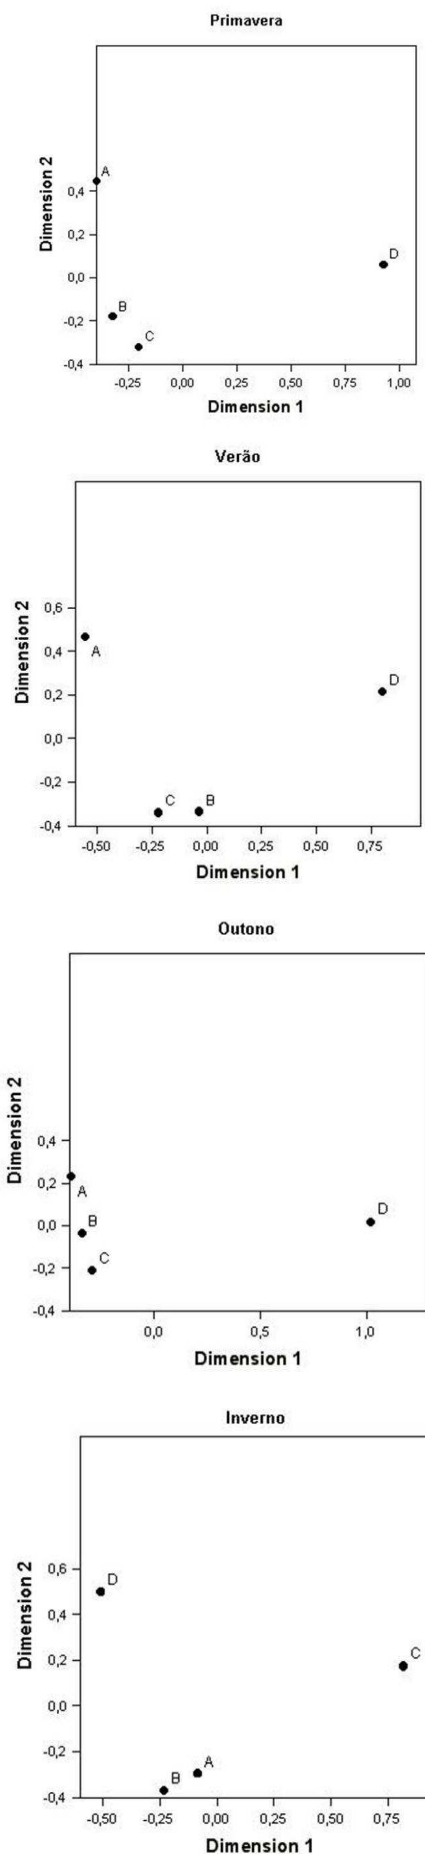 Primavera
Dimension 2
A
0,4
0,2
D
0,0
B
-0,2
C
-0,4
-0,25 0,00 0,25 0,50 0,75 1,00
Dimension 1
Verão
Dimension 2
0,6
0,4
A
D
0,2
0,0
-0,2
C B
-0,4
-0,50 -0,25 0,00 0,25 0,50 0,75
Dimension 1
Outono
Dimension 2
0,4
0,2
A
D
B
0,0
C
-0,2
-0,4
0,0 0,5 1,0
Dimension 1
Inverno
Dimension 2
0,6
D
0,4
C
0,2
0,0
-0,2
A
B
-0,4
-0,50 -0,25 0,00 0,25 0,50 0,75
Dimension 1